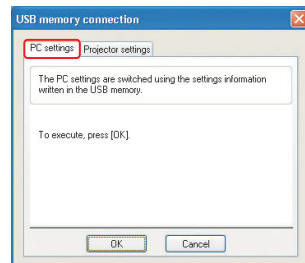 USB memory connection
PC settings Projector settings
The PC settings are switched using the settings information
written in the USB memory.
To execute, press [OK].
OK Cancel